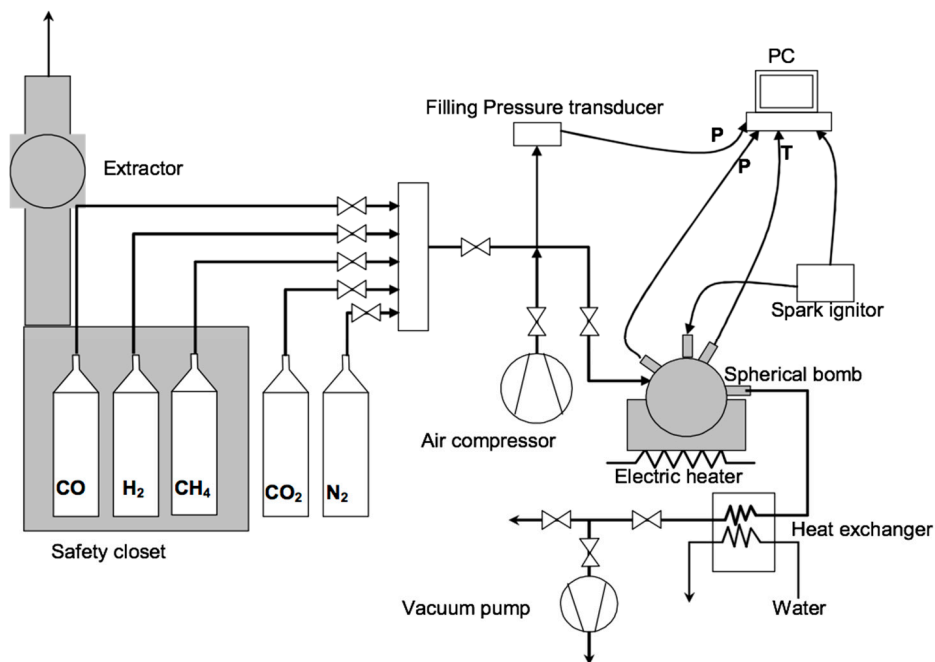 PC
Filling Pressure transducer
P
P
T
Extractor
Spark ignitor
Spherical bomb
Air compressor
Electric heater
CO
H₂
CH₄
CO₂
N₂
Safety closet
Heat exchanger
Vacuum pump
Water